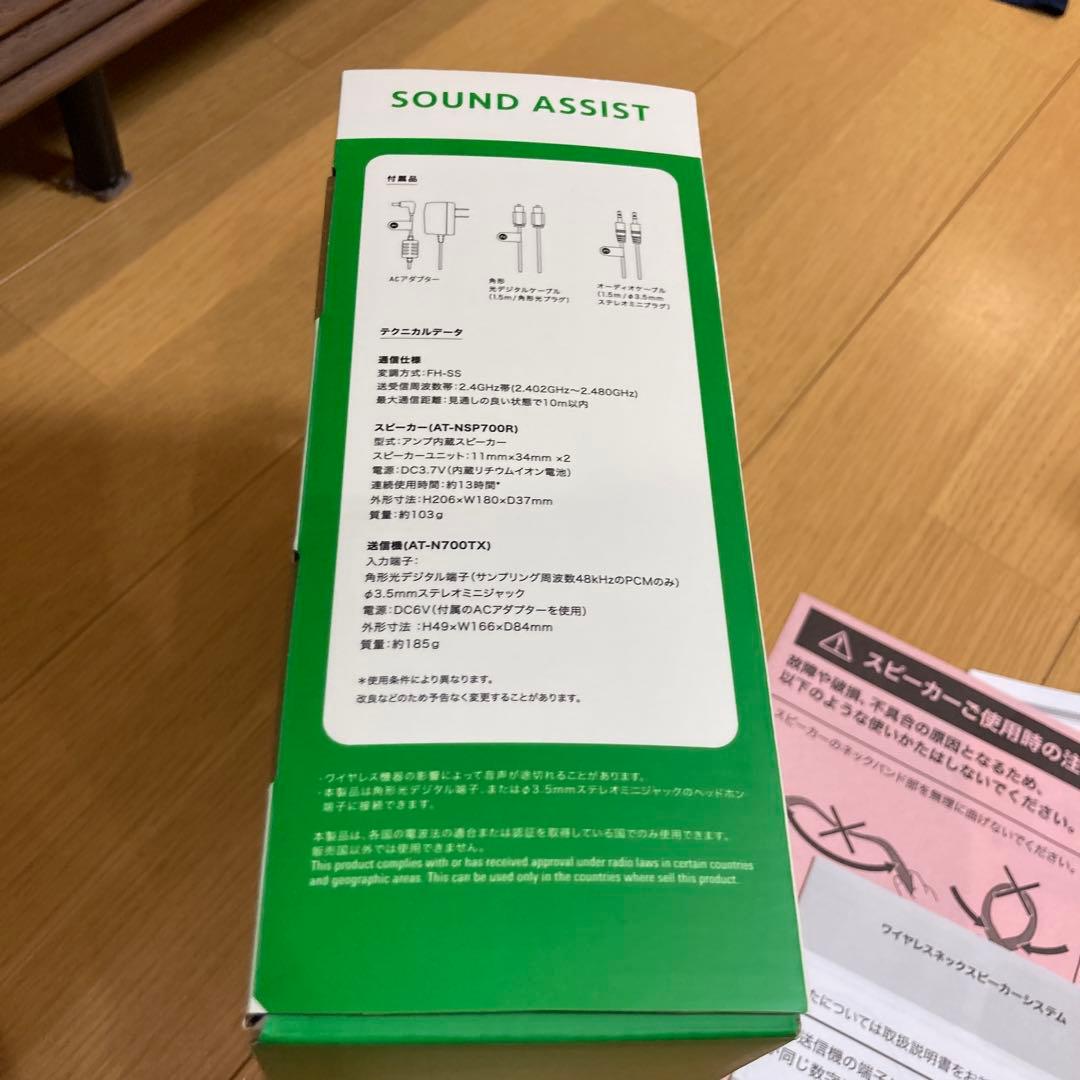 SOUND ASSIST
付属品
ACアダプター
角形
光デジタルケーブル
(1.5m/角形光プラグ)
オーディオケーブル
(1.5m/φ3.5mm
ステレオミニプラグ)
テクニカルデータ
通信仕様
変調方式:FH-SS
送受信周波数帯:2.4GHz帯(2.402GHz〜2.480GHz)
最大通信距離:見通しの良い状態で10m以内
スピーカー(AT-NSP700R)
型式:アンプ内蔵スピーカー
スピーカーユニット:11mm×34mm ×2
電源:DC3.7V(内蔵リチウムイオン電池)
連続使用時間:約13時間*
外形寸法:H206×W180×D37mm
質量:約103g
送信機(AT-N700TX)
入力端子:
角形光デジタル端子(サンプリング周波数48kHzのPCMのみ)
φ3.5mmステレオミニジャック
電源:DC6V(付属のACアダプターを使用)
外形寸法:H49×W166×D84mm
質量:約185g
*使用条件により異なります。
改良などのため予告なく変更することがあります。
・ワイヤレス機器の影響によって音声が途切れることがあります。
・本製品は角形光デジタル端子、またはφ3.5mmステレオミニジャックのヘッドホン
端子に接続できます。
本製品は、各国の電波法の適合または認証を取得している国でのみ使用できます。
販売国以外では使用できません。
This product complies with or has received approval under radio laws in certain countries
and geographic areas. This can be used only in the countries where sell this product.
スピーカーご使用時の注
故障や破損、不具合の原因となるため、
以下のような使いかたはしないでください。
スピーカーのネックバンド部を無理に曲げないでください。
ワイヤレスネックスピーカーシステム
たについては取扱説明書をお
送信機の端子
同じ数字